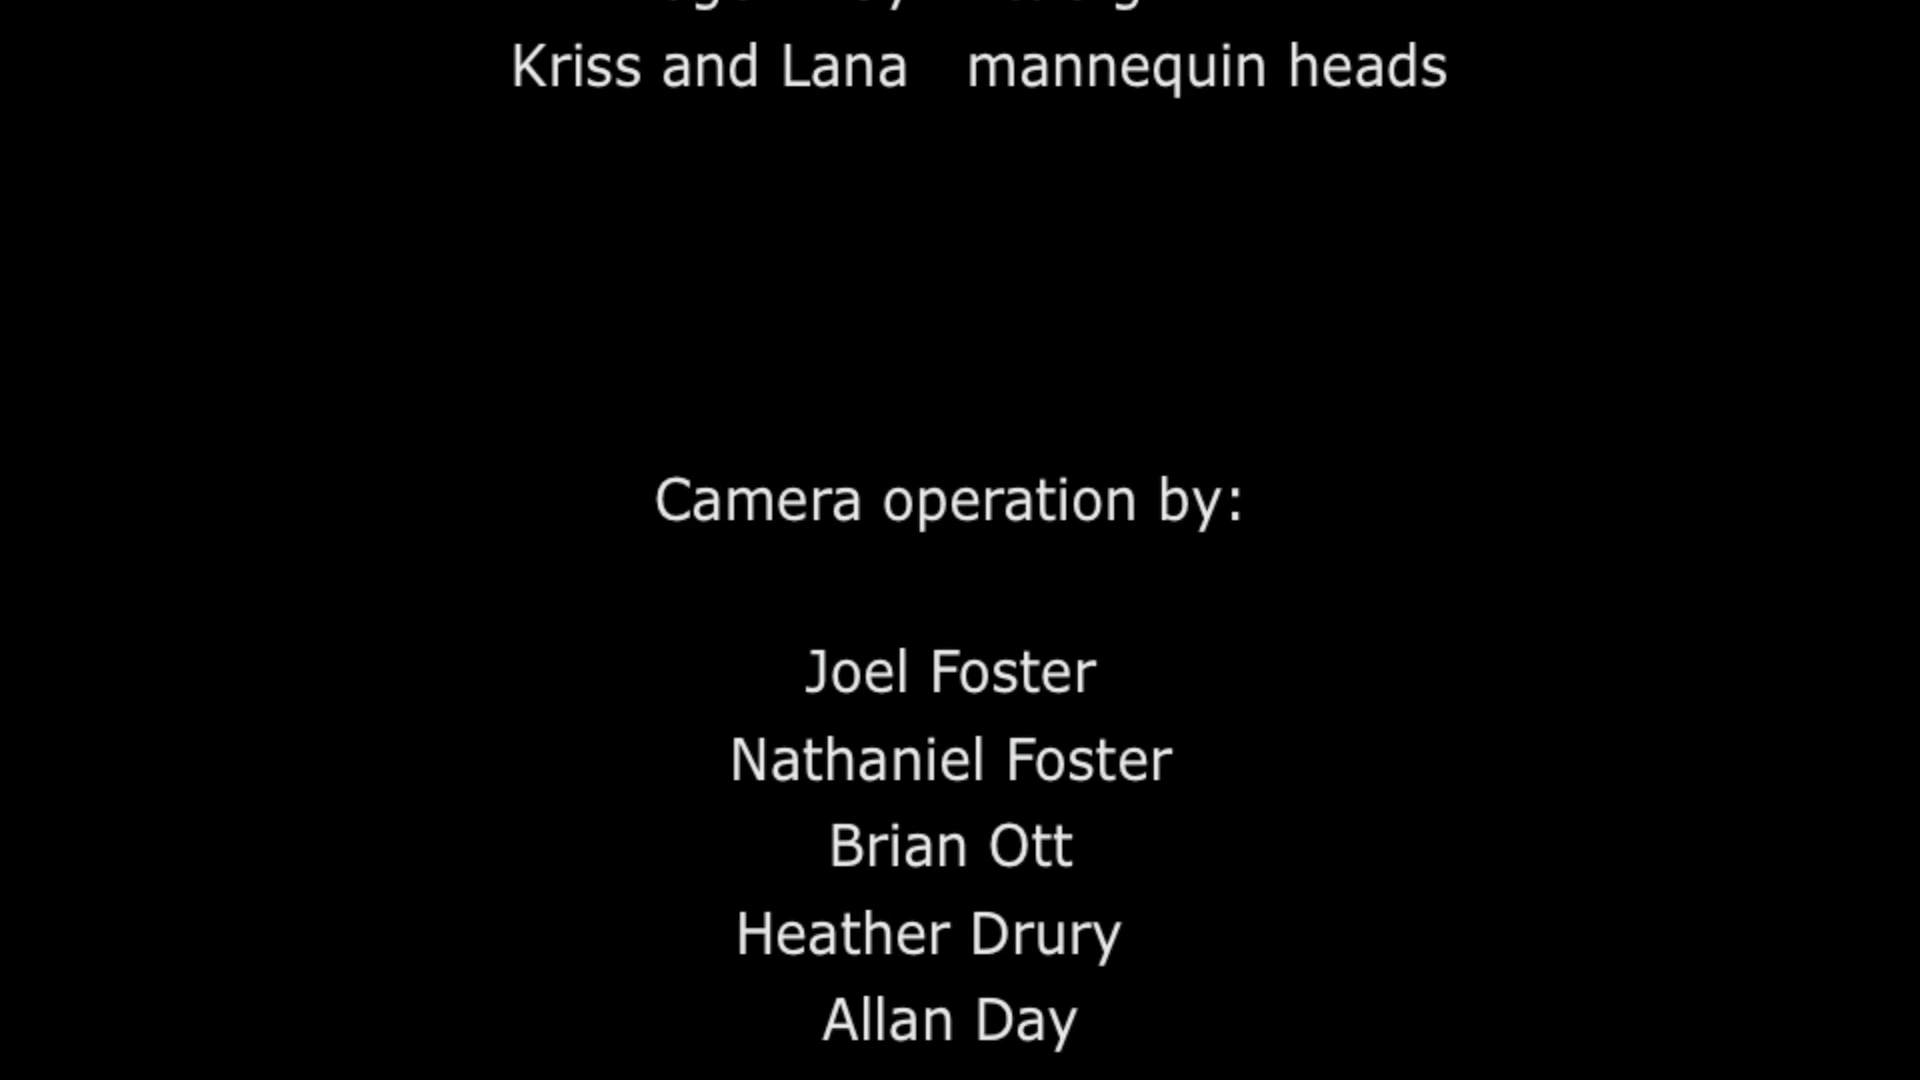 Kriss and Lana mannequin heads
Camera operation by:
Joel Foster
Nathaniel Foster
Brian Ott
Heather Drury
Allan Day